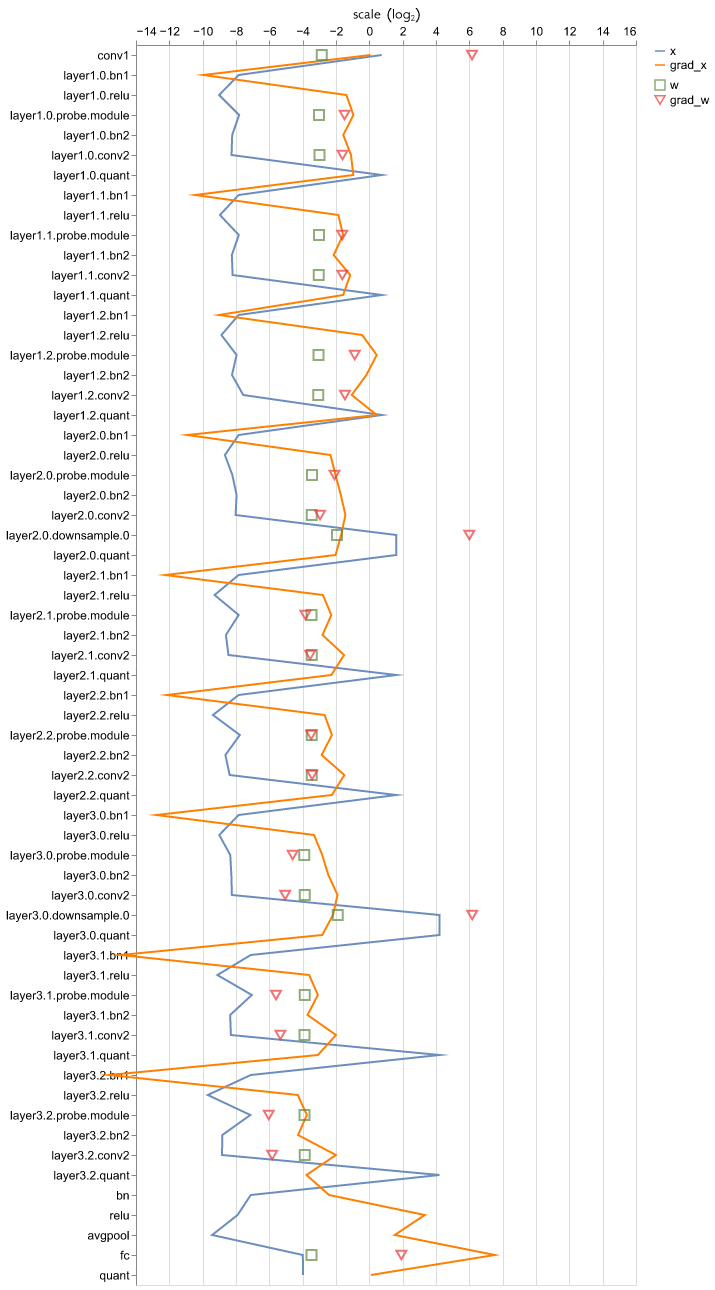 scale (log₂)
−14 −12 −10 −8 −6 −4 −2 0 2 4 6 8 10 12 14 16
x
grad_x
w
grad_w
conv1
layer1.0.bn1
layer1.0.relu
layer1.0.probe.module
layer1.0.bn2
layer1.0.conv2
layer1.0.quant
layer1.1.bn1
layer1.1.relu
layer1.1.probe.module
layer1.1.bn2
layer1.1.conv2
layer1.1.quant
layer1.2.bn1
layer1.2.relu
layer1.2.probe.module
layer1.2.bn2
layer1.2.conv2
layer1.2.quant
layer2.0.bn1
layer2.0.relu
layer2.0.probe.module
layer2.0.bn2
layer2.0.conv2
layer2.0.downsample.0
layer2.0.quant
layer2.1.bn1
layer2.1.relu
layer2.1.probe.module
layer2.1.bn2
layer2.1.conv2
layer2.1.quant
layer2.2.bn1
layer2.2.relu
layer2.2.probe.module
layer2.2.bn2
layer2.2.conv2
layer2.2.quant
layer3.0.bn1
layer3.0.relu
layer3.0.probe.module
layer3.0.bn2
layer3.0.conv2
layer3.0.downsample.0
layer3.0.quant
layer3.1.bn1
layer3.1.relu
layer3.1.probe.module
layer3.1.bn2
layer3.1.conv2
layer3.1.quant
layer3.2.bn1
layer3.2.relu
layer3.2.probe.module
layer3.2.bn2
layer3.2.conv2
layer3.2.quant
bn
relu
avgpool
fc
quant